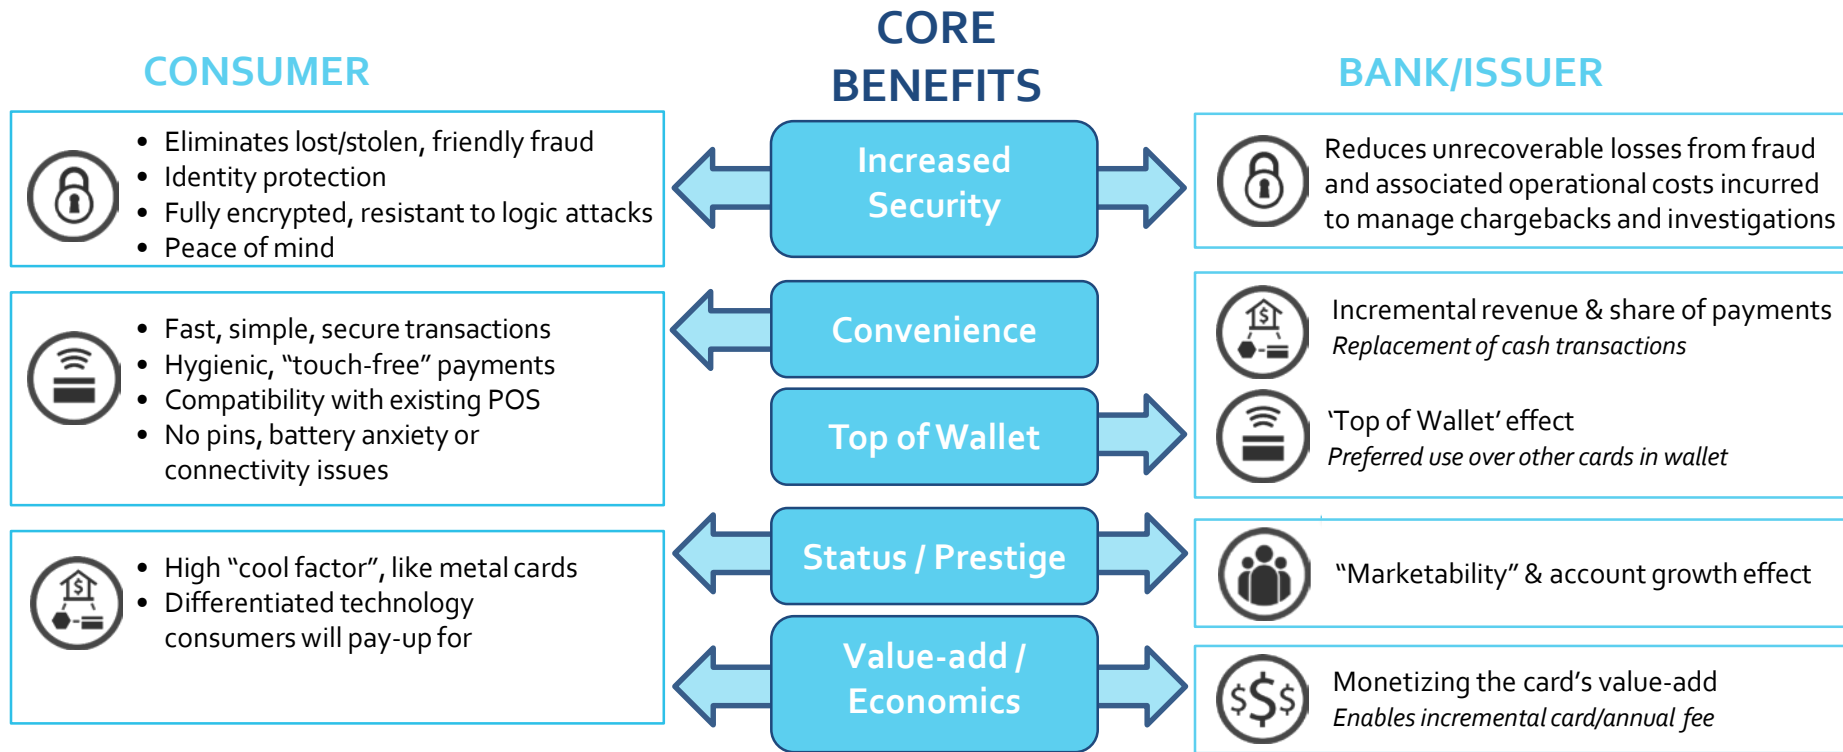 CORE
BENEFITS
CONSUMER
BANK/ISSUER
• Eliminates lost/stolen, friendly fraud
• Identity protection
• Fully encrypted, resistant to logic attacks
• Peace of mind
Increased
Security
Reduces unrecoverable losses from fraud
and associated operational costs incurred
to manage chargebacks and investigations
• Fast, simple, secure transactions
• Hygienic, “touch-free” payments
• Compatibility with existing POS
• No pins, battery anxiety or
connectivity issues
Convenience
Top of Wallet
$
Incremental revenue & share of payments
Replacement of cash transactions
‘Top of Wallet’ effect
Preferred use over other cards in wallet
$
• High “cool factor”, like metal cards
• Differentiated technology
consumers will pay-up for
Status / Prestige
Value-add /
Economics
“Marketability” & account growth effect
$$$
Monetizing the card’s value-add
Enables incremental card/annual fee